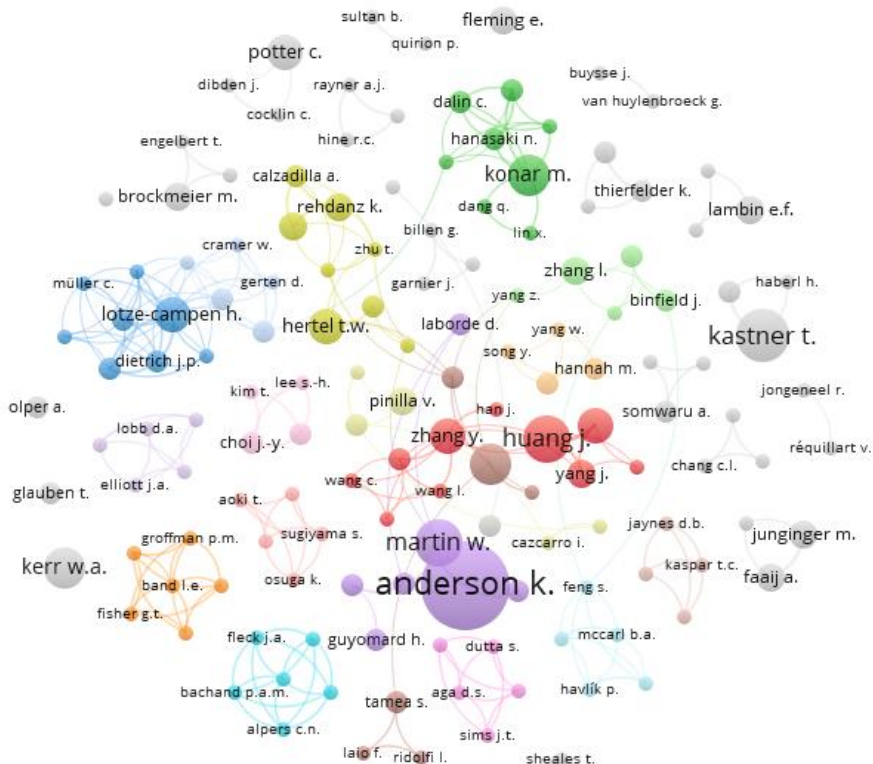 sultan b.
fleming e.
quirion p.
potter c.
buysse j.
dibden j.
rayner a.j.
dalin c.
van huylenbroeck g.
cocklin c.
hine r.c.
hanasaki n.
engelbert t.
calzadilla a.
konar m.
thierfelder k.
brockmeier m.
rehdanz k.
dang q.
lambin e.f.
billen g.
lin x.
cramer w.
zhu t.
zhang l.
müller c.
gerten d.
garnier j.
yang z.
binfield j.
haberl h.
lotze-campen h.
hertel t.w.
laborde d.
yang w.
kastner t.
song y.
dietrich j.p.
hannah m.
kim t.
lee s.-h.
jongeneel r.
olper a.
pinilla v.
han j.
somwaru a.
lobb d.a.
choi j.-y.
zhang y.
huang j.
réquillart v.
chang c.l.
elliott j.a.
wang c.
wang l.
yang j.
glauben t.
aoki t.
jaynes d.b.
groffman p.m.
sugiyama s.
martin w.
cazcarro i.
junginger m.
kerr w.a.
band l.e.
osuga k.
anderson k.
feng s.
kaspar t.c.
faaij a.
fisher g.t.
fleck j.a.
guyomard h.
dutta s.
mccarl b.a.
bachand p.a.m.
aga d.s.
havlík p.
tamea s.
alpers c.n.
sims j.t.
laio f.
ridolfi l.
sheales t.